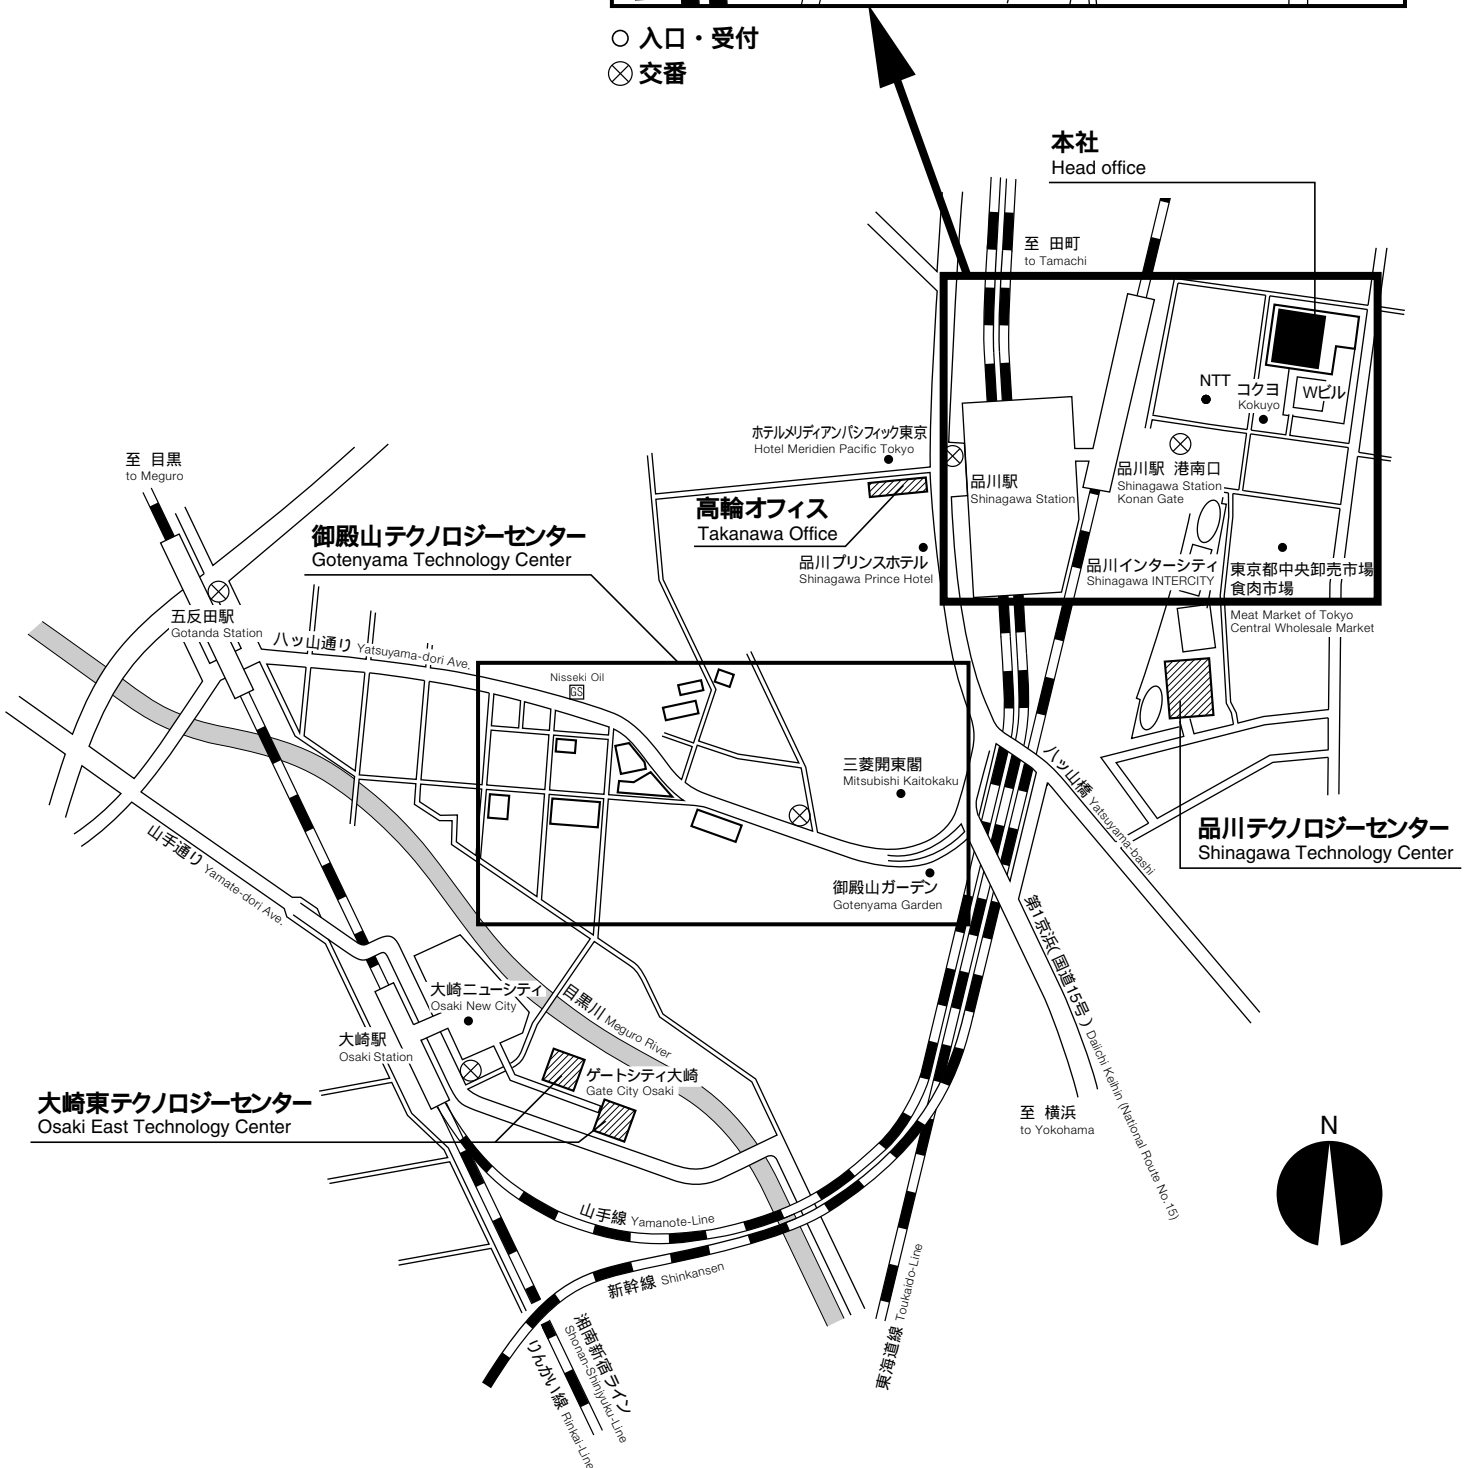 入口・受付
交番
本社
Head office
至 田町
to Tamachi
NTT
コクヨ
Kokuyo
Wビル
ホテルメリディアンパシフィック東京
Hotel Meridien Pacific Tokyo
品川駅
Shinagawa Station
品川駅 港南口
Shinagawa Station
Konan Gate
至 目黒
to Meguro
高輪オフィス
Takanawa Office
御殿山テクノロジーセンター
Gotenyama Technology Center
品川プリンスホテル
Shinagawa Prince Hotel
品川インターシティ
Shinagawa INTERCITY
東京都中央卸売市場
食肉市場
Meat Market of Tokyo
Central Wholesale Market
五反田駅
Gotanda Station
八ッ山通り Yatsuyama-dori Ave.
Nisseki Oil
GS
三菱開東閣
Mitsubishi Kaitokaku
八ッ山橋 Yatsuyama-bashi
品川テクノロジーセンター
Shinagawa Technology Center
山手通り Yamate-dori Ave.
御殿山ガーデン
Gotenyama Garden
第1京浜(国道15号) Daiichi Keihin (National Route No.15)
大崎ニューシティ
Osaki New City
目黒川 Meguro River
大崎駅
Osaki Station
ゲートシティ大崎
Gate City Osaki
大崎東テクノロジーセンター
Osaki East Technology Center
至 横浜
to Yokohama
N
山手線 Yamanote-Line
新幹線 Shinkansen
東海道線 Toukaido-Line
湘南新宿ライン
Shonan-Shinjyuku-Line
りんかい線 Rinkai-Line